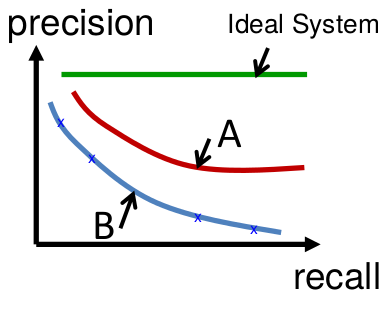 precision
Ideal System
A
B
x
x
x
x
recall